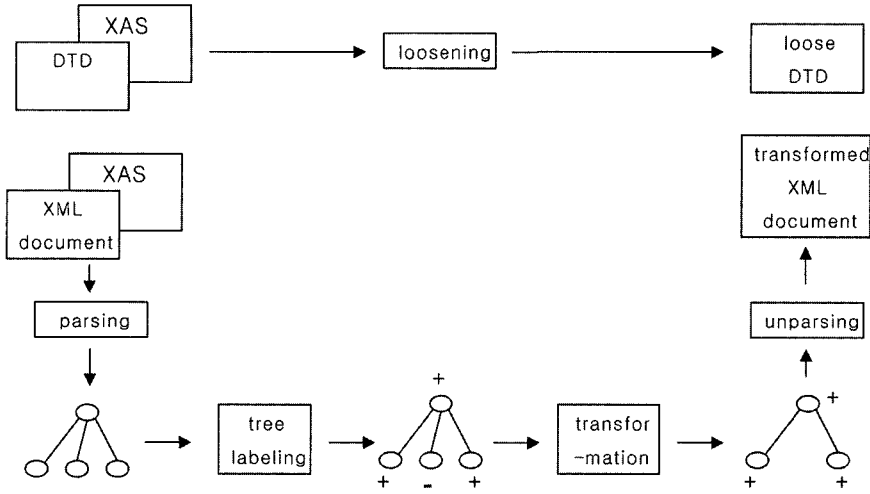 XAS
DTD
loosening
loose
DTD
XAS
XML
document
transformed
XML
document
parsing
unparsing
+
+
tree
labeling
transfor
-mation
+
-
+
+
+